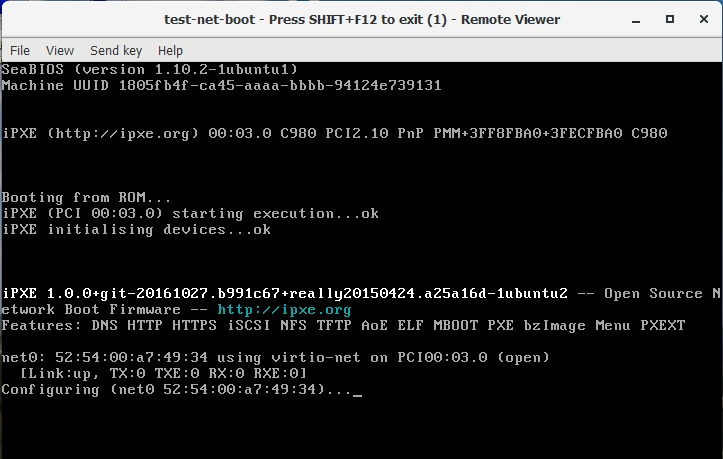 test-net-boot - Press SHIFT+F12 to exit (1) - Remote Viewer
File View Send key Help
SeaBIOS (version 1.10.2-1ubuntu1)
Machine UUID 1805fb4f-ca45-aaaa-bbbb-94124e739131
iPXE (http://ipxe.org) 00:03.0 C980 PCI2.10 PnP PMM+3FF8FBA0+3FECFBA0 C980
Booting from ROM...
iPXE (PCI 00:03.0) starting execution...ok
iPXE initialising devices...ok
iPXE 1.0.0+git-20161027.b991c67+really20150424.a25a16d-1ubuntu2 -- Open Source N
etwork Boot Firmware -- http://ipxe.org
Features: DNS HTTP HTTPS iSCSI NFS TFTP AoE ELF MBOOT PXE bzImage Menu PXEXT
net0: 52:54:00:a7:49:34 using virtio-net on PCI00:03.0 (open)
[Link:up, TX:0 TXE:0 RX:0 RXE:0]
Configuring (net0 52:54:00:a7:49:34)..._